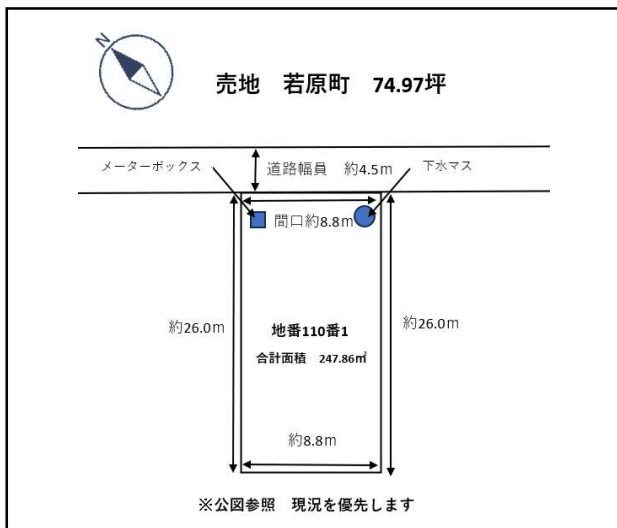 N
売地　若原町　74.97坪
メーターボックス
道路幅員　約4.5m
下水マス
間口約8.8m
約26.0m
約26.0m
地番110番1
合計面積　247.86㎡
約8.8m
※公図参照　現況を優先します